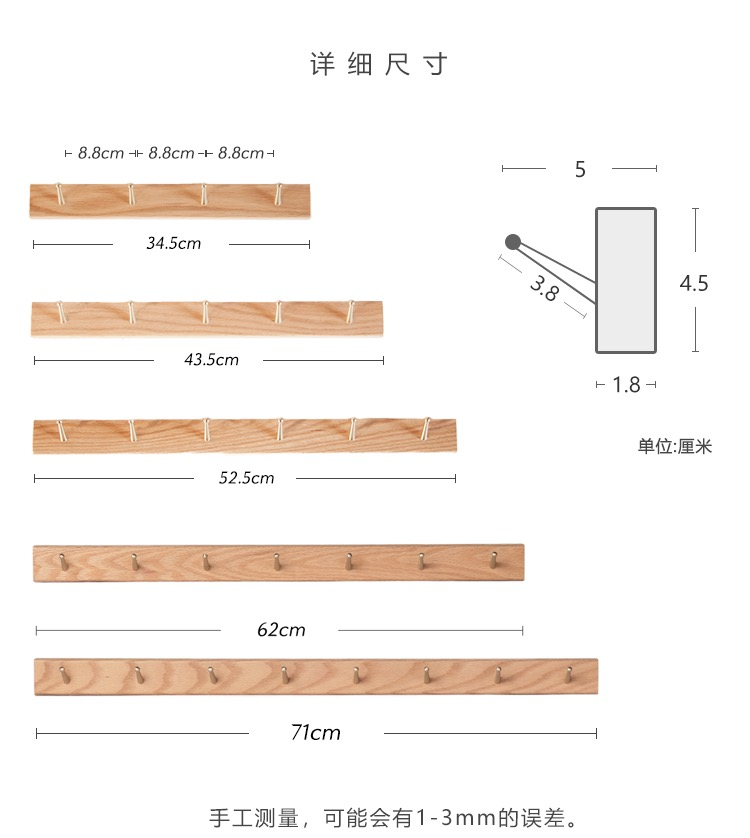 详细尺寸
8.8cm 8.8cm 8.8cm
5
34.5cm
3.8
4.5
43.5cm
1.8
单位:厘米
52.5cm
62cm
71cm
手工测量，可能会有1-3mm的误差。